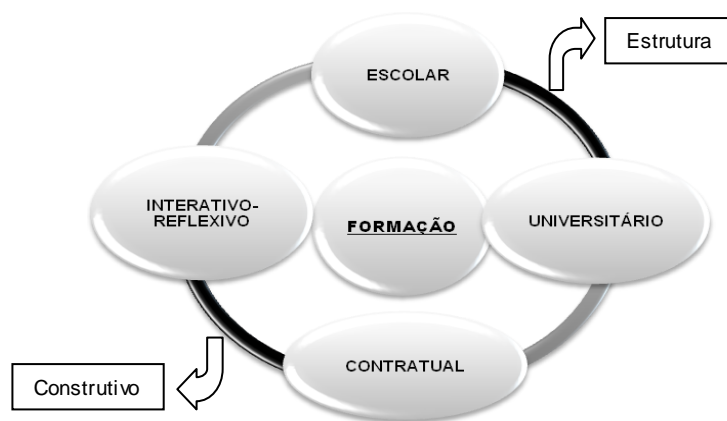 Estrutura
ESCOLAR
INTERATIVO-
REFLEXIVO
FORMAÇÃO
UNIVERSITÁRIO
CONTRATUAL
Construtivo